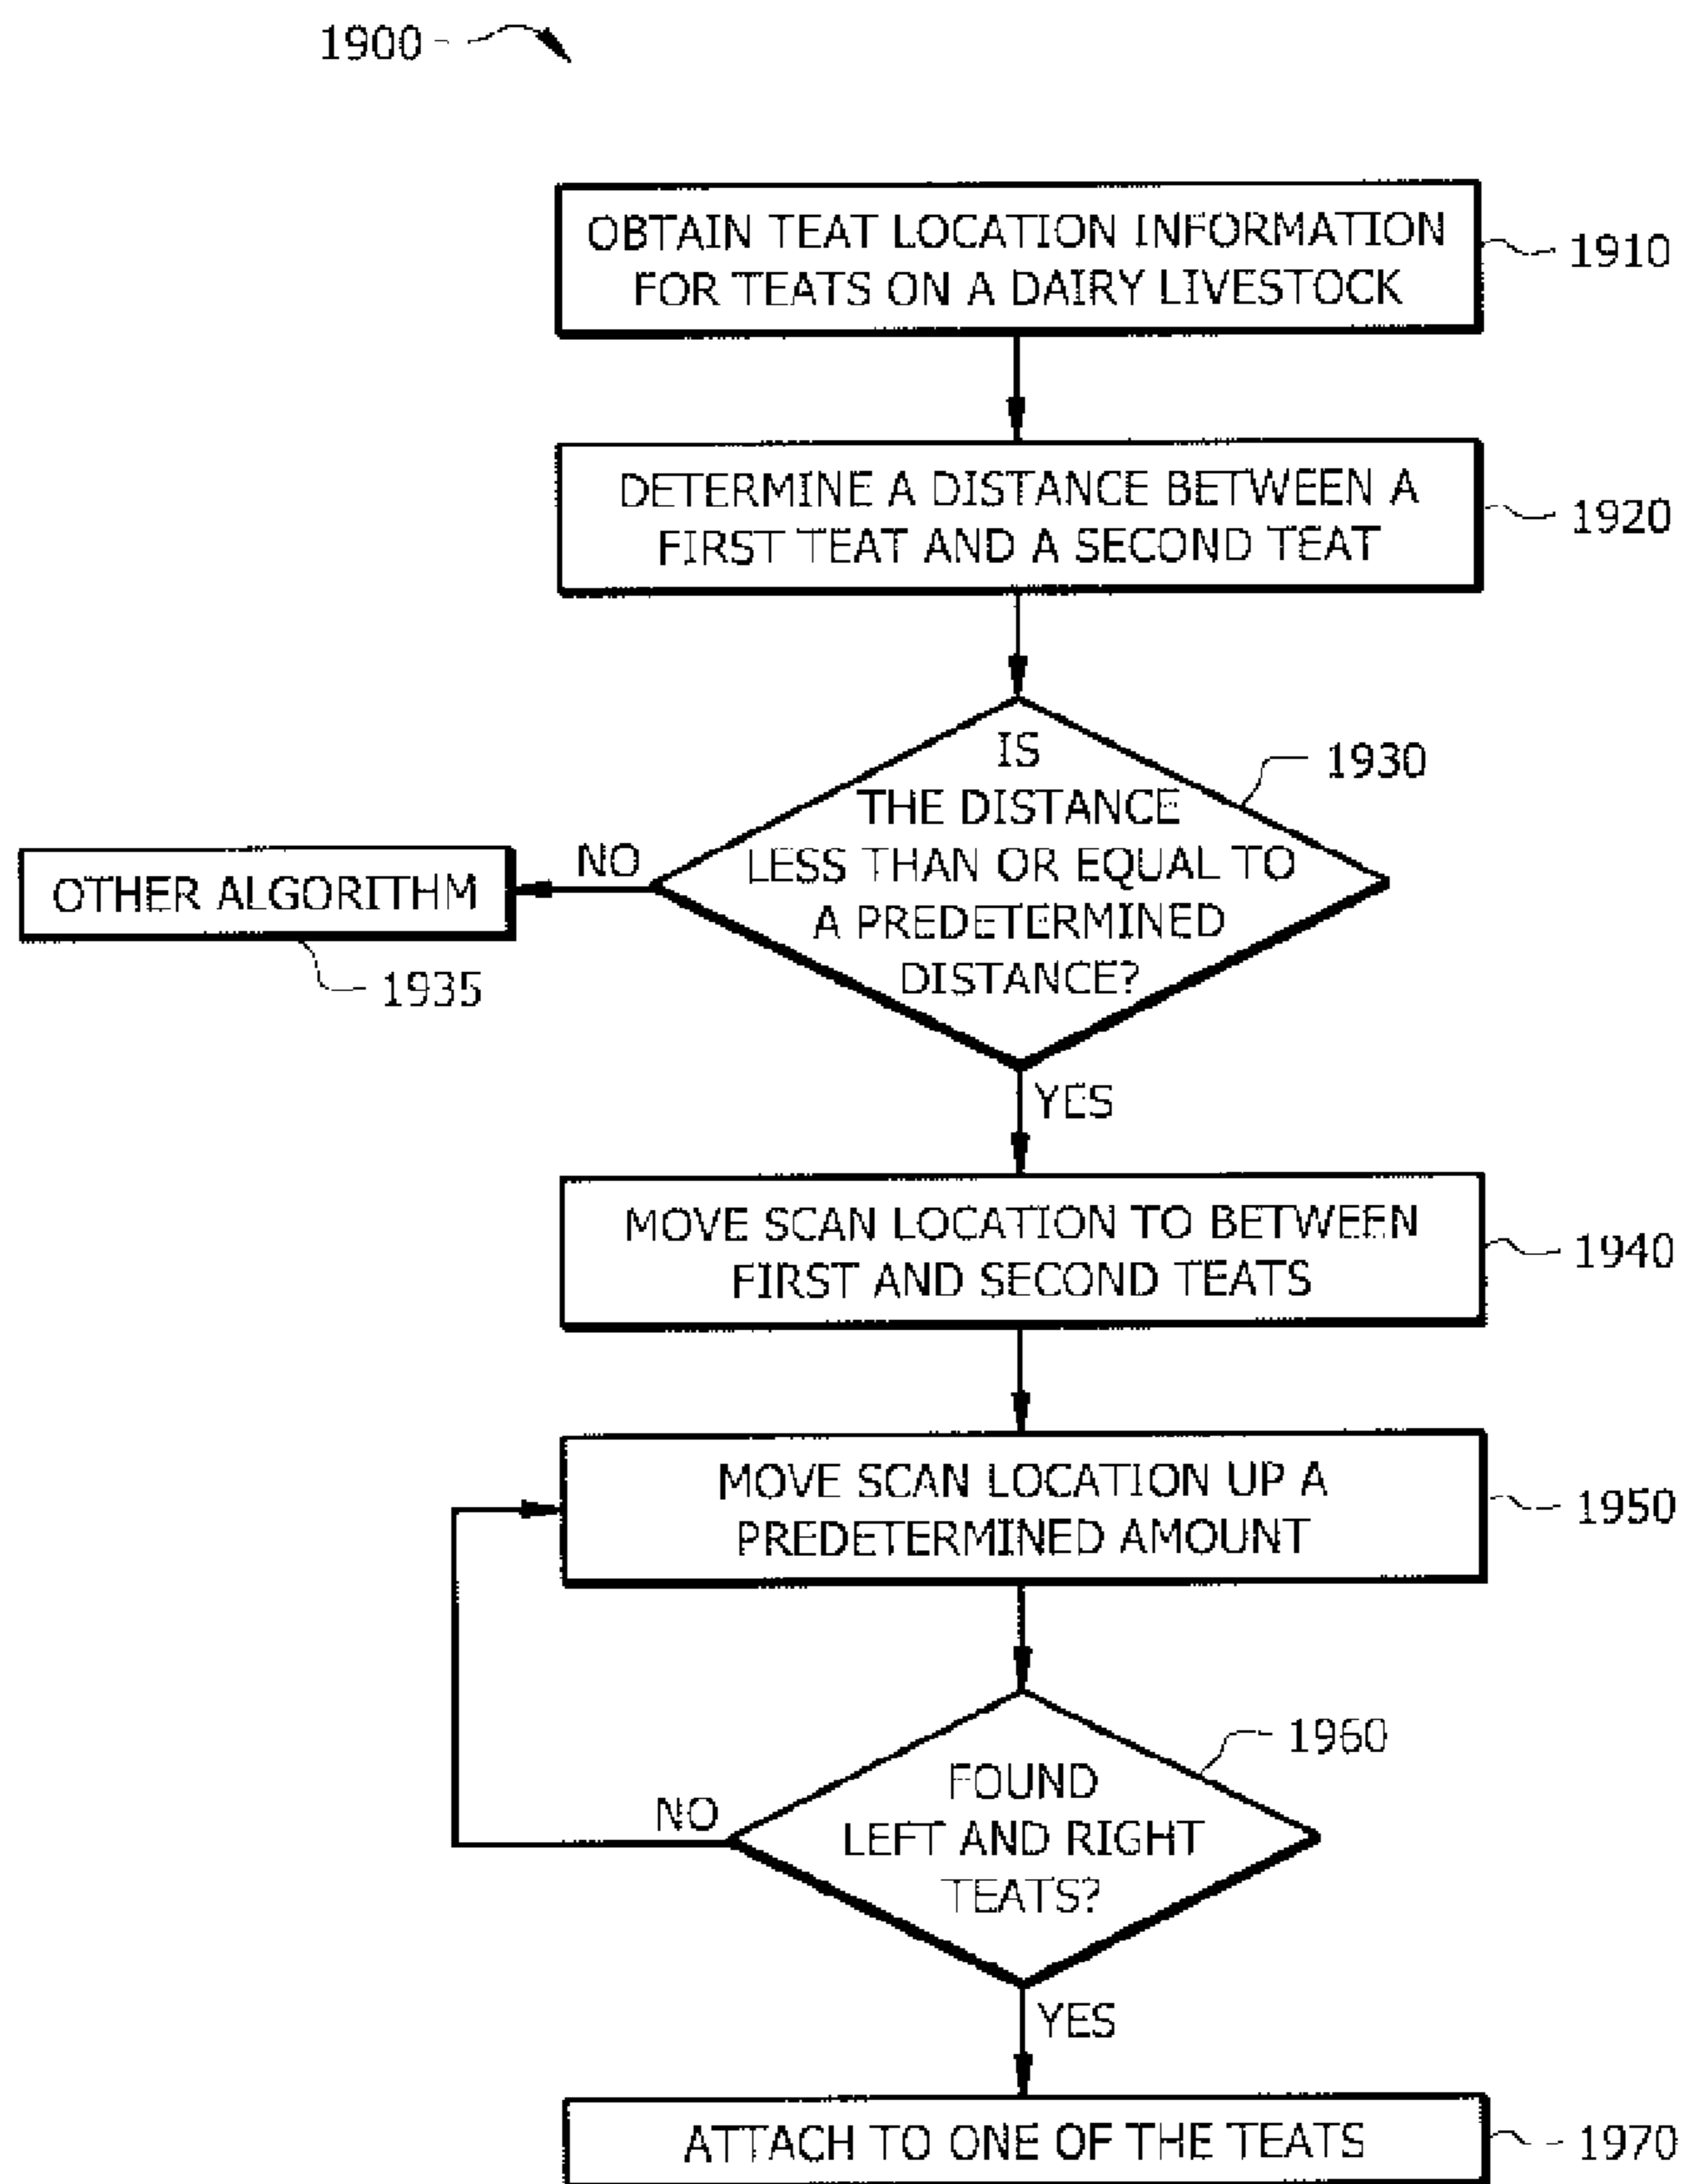 1900
OBTAIN TEAT LOCATION INFORMATION
FOR TEATS ON A DAIRY LIVESTOCK
1910
DETERMINE A DISTANCE BETWEEN A
FIRST TEAT AND A SECOND TEAT
1920
IS
THE DISTANCE
LESS THAN OR EQUAL TO
A PREDETERMINED
DISTANCE?
1930
NO
OTHER ALGORITHM
1935
YES
MOVE SCAN LOCATION TO BETWEEN
FIRST AND SECOND TEATS
1940
MOVE SCAN LOCATION UP A
PREDETERMINED AMOUNT
1950
FOUND
LEFT AND RIGHT
TEATS?
1960
NO
YES
ATTACH TO ONE OF THE TEATS
1970